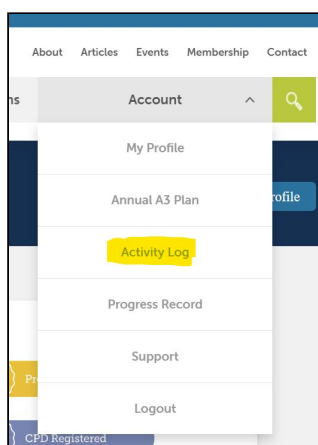 About Articles Events Membership Contact
ns Account
My Profile
rofile
Annual A3 Plan
Activity Log
Progress Record
Support
Pr
Logout
CPD Registered